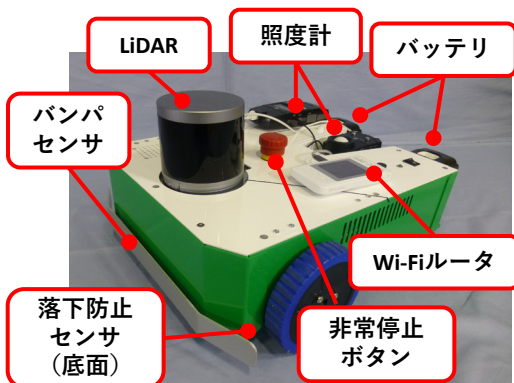 LiDAR
照度計
バッテリ
バンパ
センサ
Wi-Fiルータ
落下防止
センサ
（底面）
非常停止
ボタン